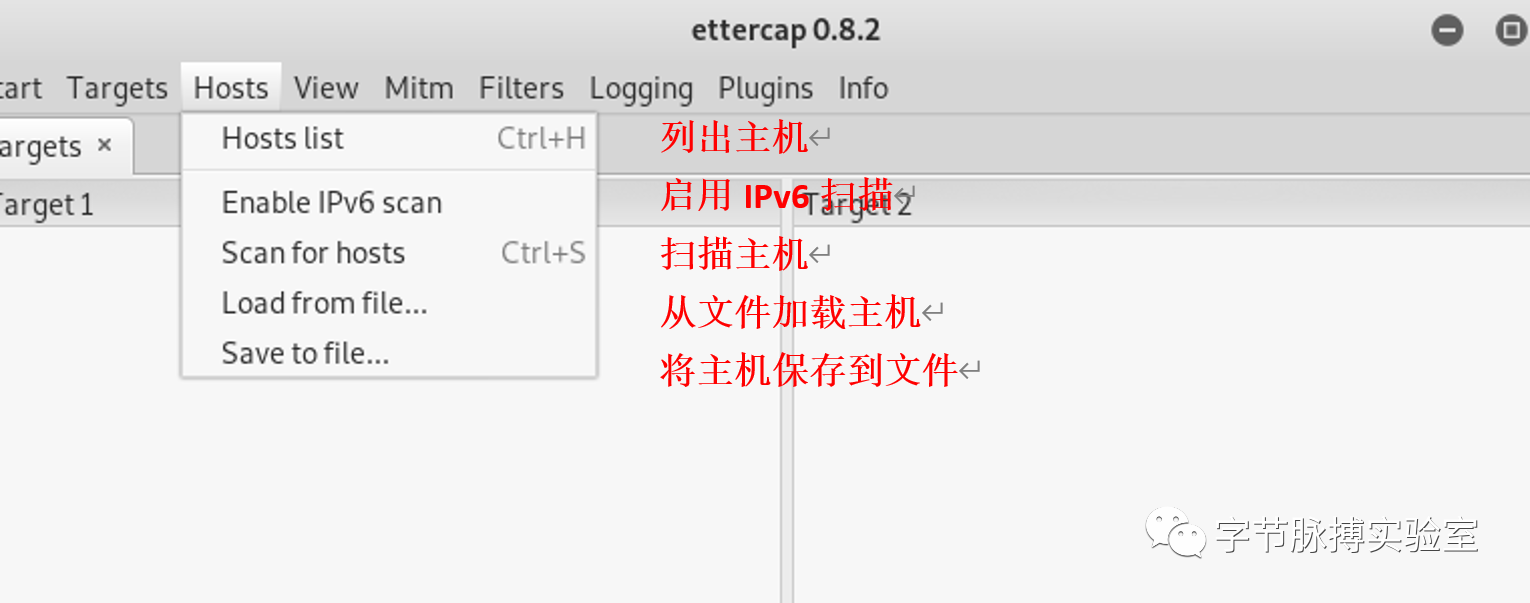 ettercap 0.8.2
tart Targets Hosts View Mitm Filters Logging Plugins Info
argets ×
Hosts list Ctrl+H 列出主机
Target 1
Target 2
Enable IPv6 scan 启用 IPv6 扫描
Scan for hosts Ctrl+S 扫描主机
Load from file... 从文件加载主机
Save to file... 将主机保存到文件
字节脉搏实验室